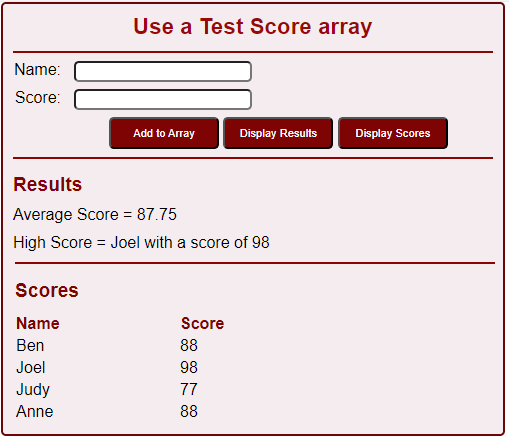 Use a Test Score array
Name:
Score:
Add to Array Display Results Display Scores
Results
Average Score = 87.75
High Score = Joel with a score of 98
Scores
Name Score
Ben 88
Joel 98
Judy 77
Anne 88